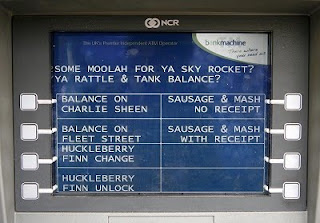 NCR
The UK's Premier Independent ATM Operator
bankmachine
SOME MOOLAH FOR YA SKY ROCKET?
YA RATTLE & TANK BALANCE?
BALANCE ON
CHARLIE SHEEN
SAUSAGE & MASH
NO RECEIPT
BALANCE ON
FLEET STREET
SAUSAGE & MASH
WITH RECEIPT
HUCKLEBERRY
FINN CHANGE
HUCKLEBERRY
FINN UNLOCK